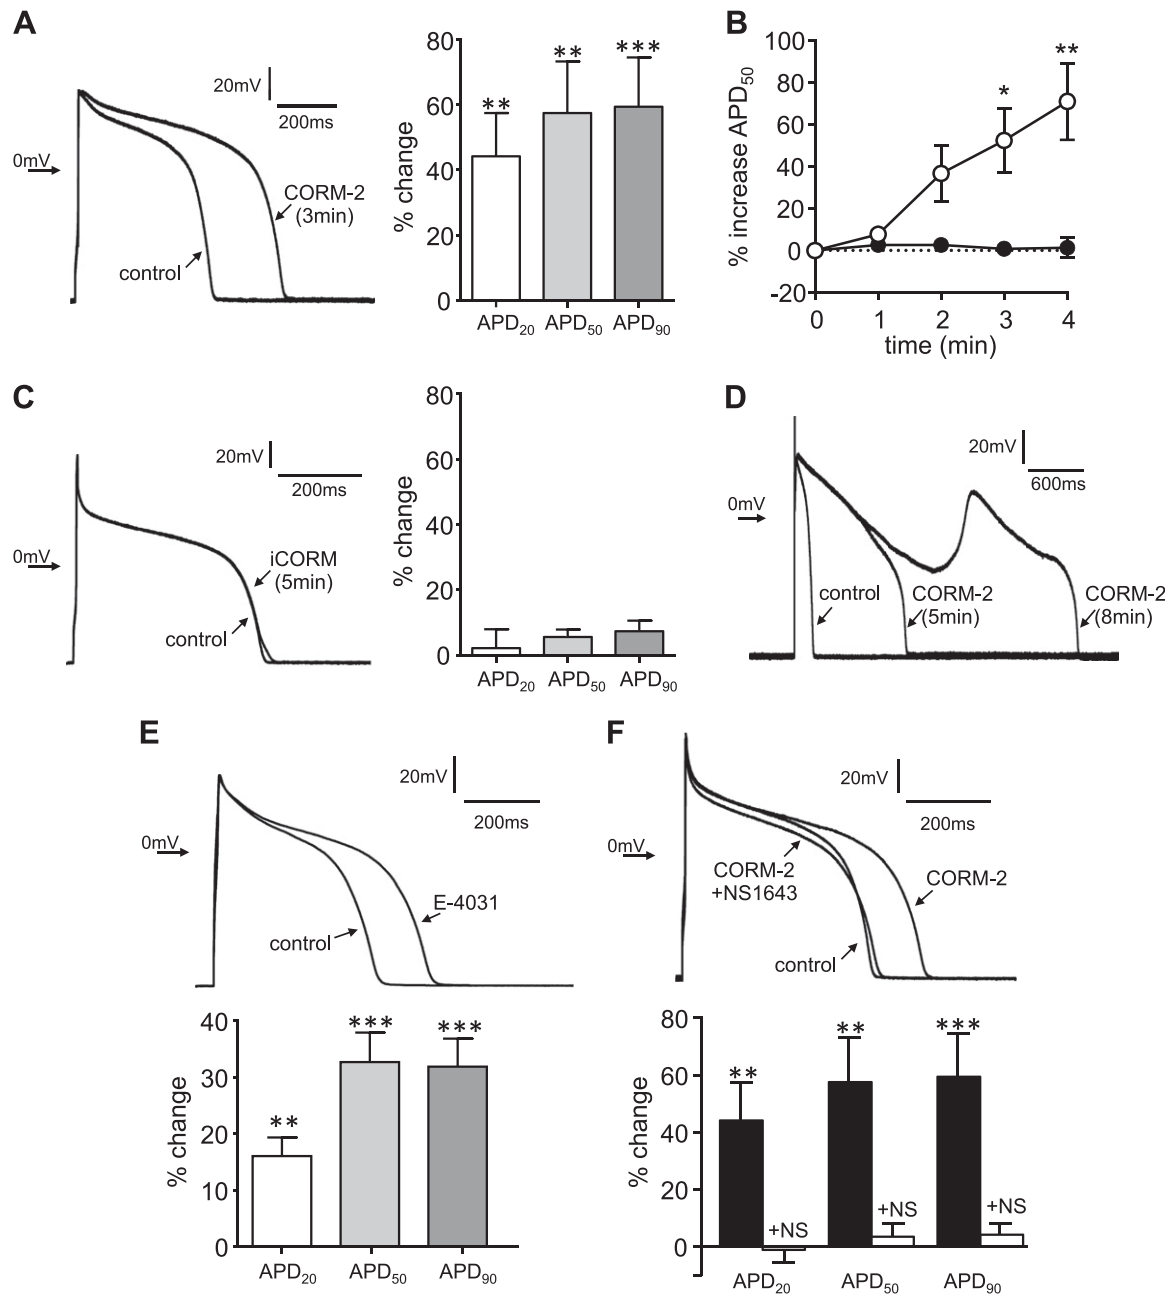 A
20mV
200ms
0mV
CORM-2
(3min)
control
% change
80
60
40
20
0
**
**
***
APD20
APD50
APD90
B
% increase APD50
100
80
60
40
20
0
-20
*
**
0
1
2
3
4
time (min)
C
20mV
200ms
0mV
iCORM
(5min)
control
% change
80
60
40
20
0
APD20
APD50
APD90
D
20mV
600ms
0mV
control
CORM-2
(5min)
CORM-2
(8min)
E
20mV
200ms
0mV
E-4031
control
% change
40
30
20
10
0
**
***
***
APD20
APD50
APD90
F
20mV
200ms
0mV
CORM-2
+NS1643
CORM-2
control
% change
80
60
40
20
0
**
**
***
+NS
+NS
+NS
APD20
APD50
APD90